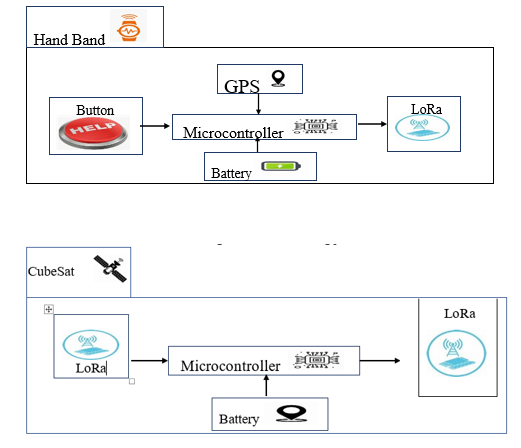 Hand Band
GPS
Button
HELP
Microcontroller
LoRa
Battery
CubeSat
LoRa
LoRa
Microcontroller
Battery